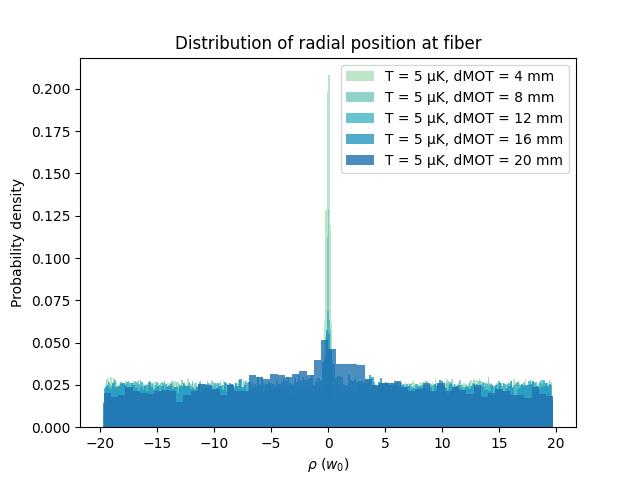 Distribution of radial position at fiber
T = 5 μK, dMOT = 4 mm
T = 5 μK, dMOT = 8 mm
T = 5 μK, dMOT = 12 mm
T = 5 μK, dMOT = 16 mm
T = 5 μK, dMOT = 20 mm
Probability density
0.200
0.175
0.150
0.125
0.100
0.075
0.050
0.025
0.000
−20 −15 −10 −5 0 5 10 15 20
ρ (w₀)